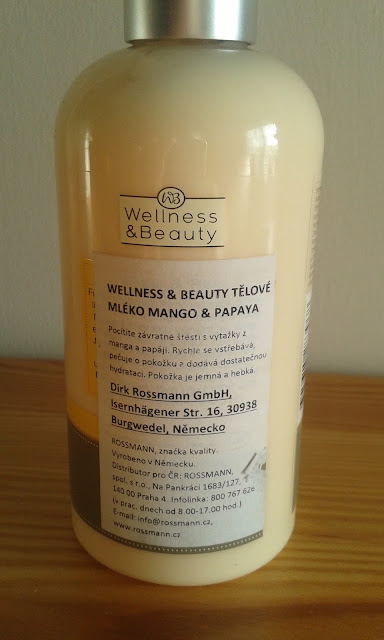 WB
Wellness
&Beauty
WELLNESS & BEAUTY TĚLOVÉ
MLÉKO MANGO & PAPAYA
Pociťte závratné štěstí s výtažky z
manga a papáji. Rychle se vstřebává,
pečuje o pokožku a dodává dostatečnou
hydrataci. Pokožka je jemná a hebká.
Dirk Rossmann GmbH,
Isernhägener Str. 16, 30938
Burgwedel, Německo
ROSSMANN, značka kvality.
Vyrobeno v Německu.
Distributor pro ČR: ROSSMANN,
spol. s r.o., Na Pankráci 1683/127,
140 00 Praha 4. Infolinka: 800 767 626
(v prac. dnech od 8.00-17.00 hod.)
E-mail: info@rossmann.cz,
www.rossmann.cz